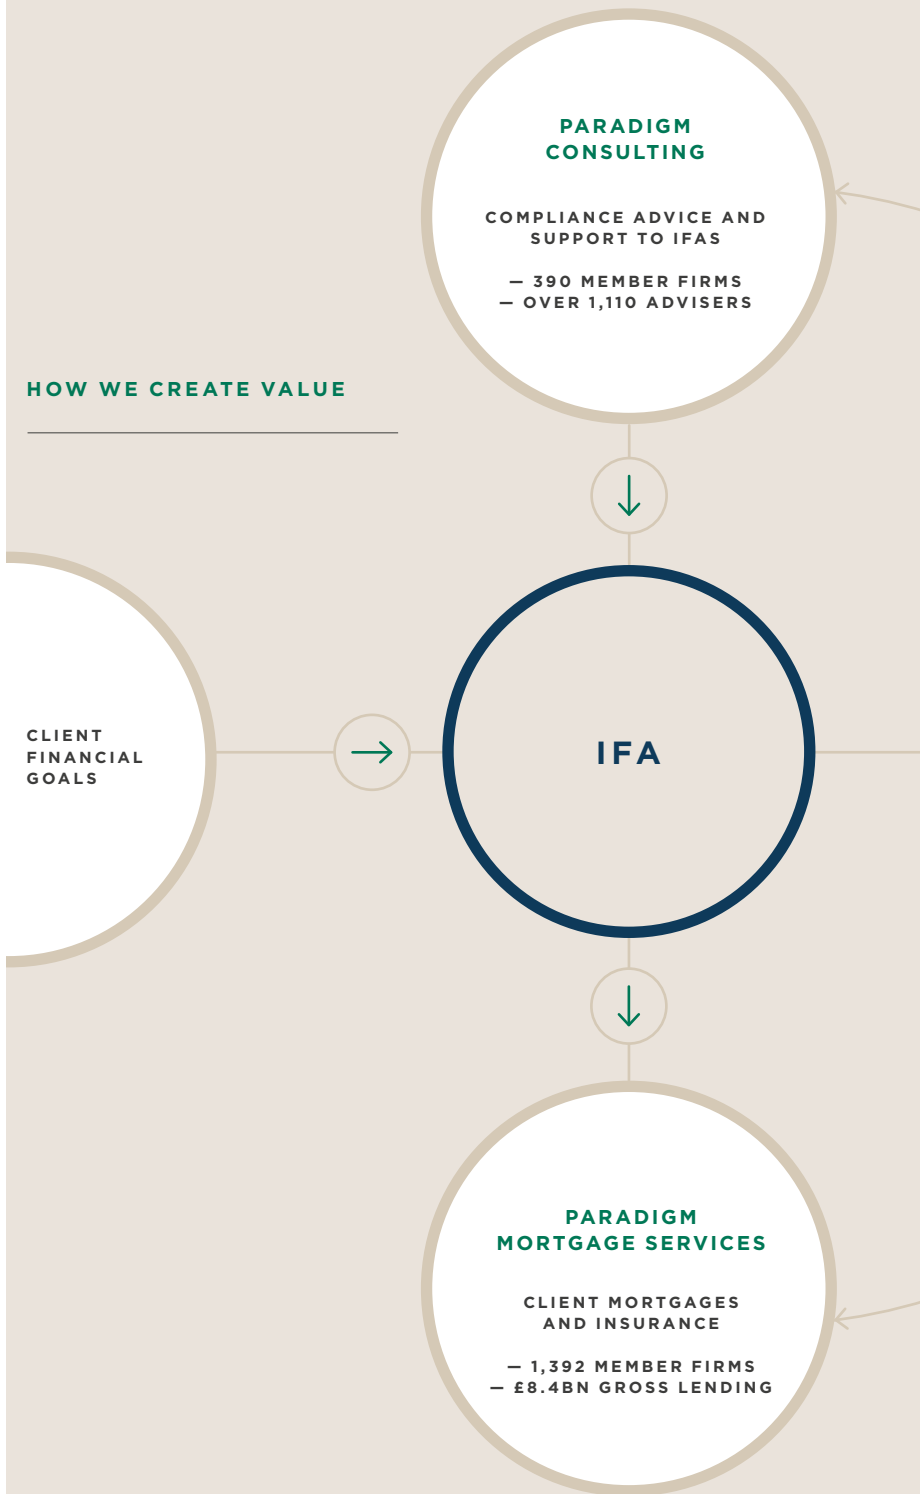 PARADIGM
CONSULTING
COMPLIANCE ADVICE AND
SUPPORT TO IFAS
— 390 MEMBER FIRMS
— OVER 1,110 ADVISERS
HOW WE CREATE VALUE
CLIENT
FINANCIAL
GOALS
IFA
PARADIGM
MORTGAGE SERVICES
CLIENT MORTGAGES
AND INSURANCE
— 1,392 MEMBER FIRMS
— £8.4BN GROSS LENDING